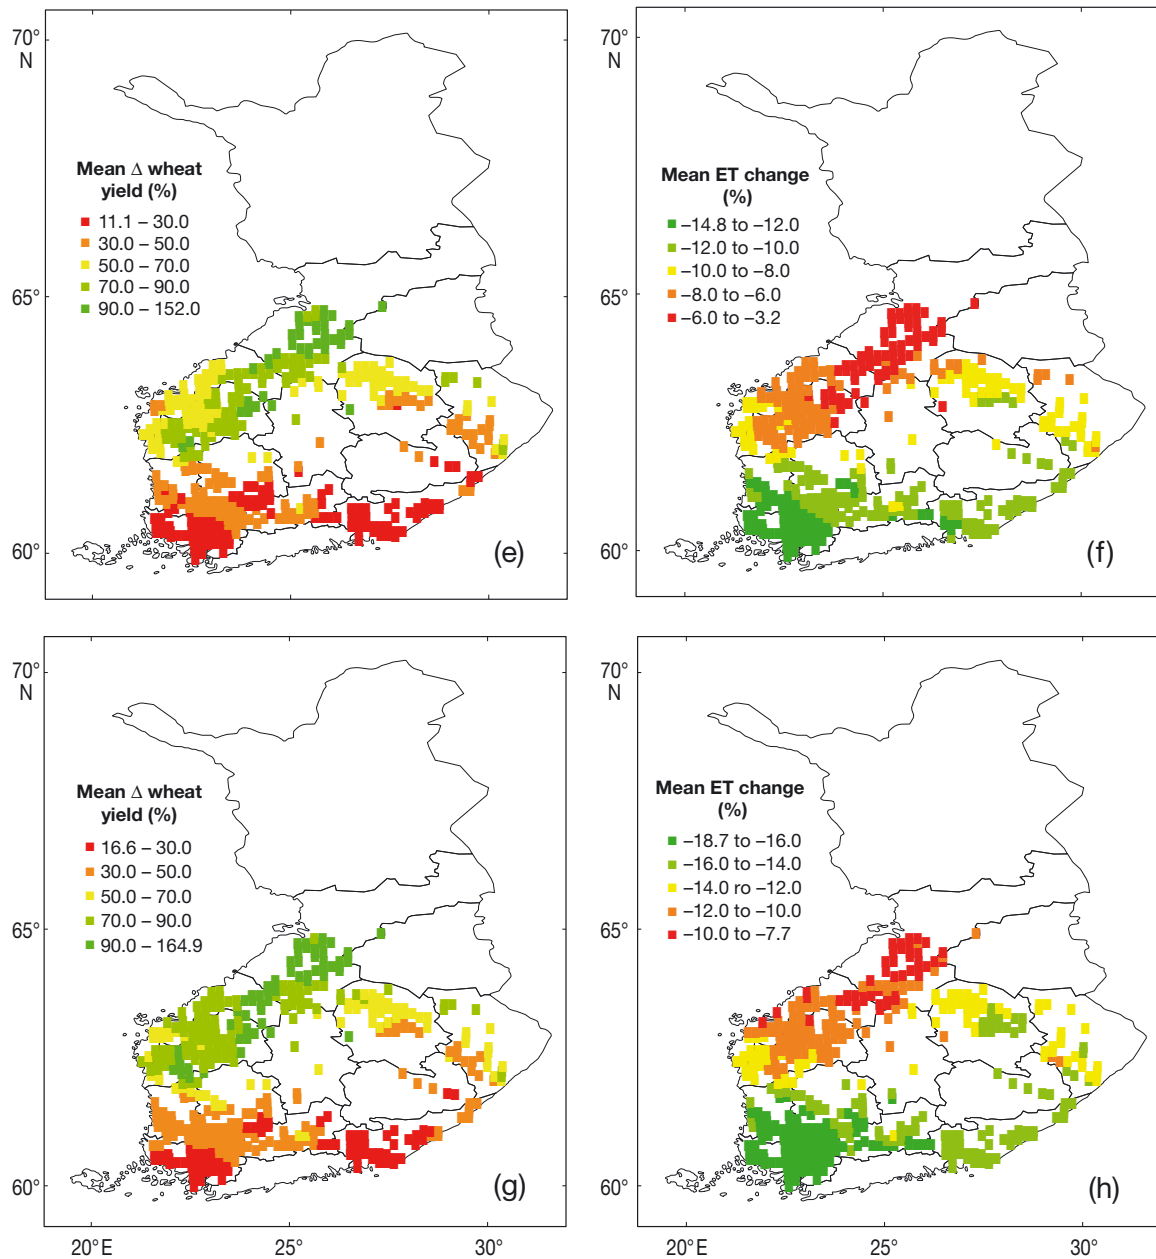 70°
N
Mean Δ wheat
yield (%)
11.1 – 30.0
30.0 – 50.0
50.0 – 70.0
70.0 – 90.0
90.0 – 152.0
65°
60°
(e)
70°
N
Mean ET change
(%)
–14.8 to –12.0
–12.0 to –10.0
–10.0 to –8.0
–8.0 to –6.0
–6.0 to –3.2
65°
60°
20°
25°
30°
(f)
70°
N
Mean Δ wheat
yield (%)
16.6 – 30.0
30.0 – 50.0
50.0 – 70.0
70.0 – 90.0
90.0 – 164.9
65°
60°
(g)
20°E
25°
30°
Mean ET change
(%)
–18.7 to –16.0
–16.0 to –14.0
–14.0 ro –12.0
–12.0 to –10.0
–10.0 to –7.7
(h)
20°
25°
30°